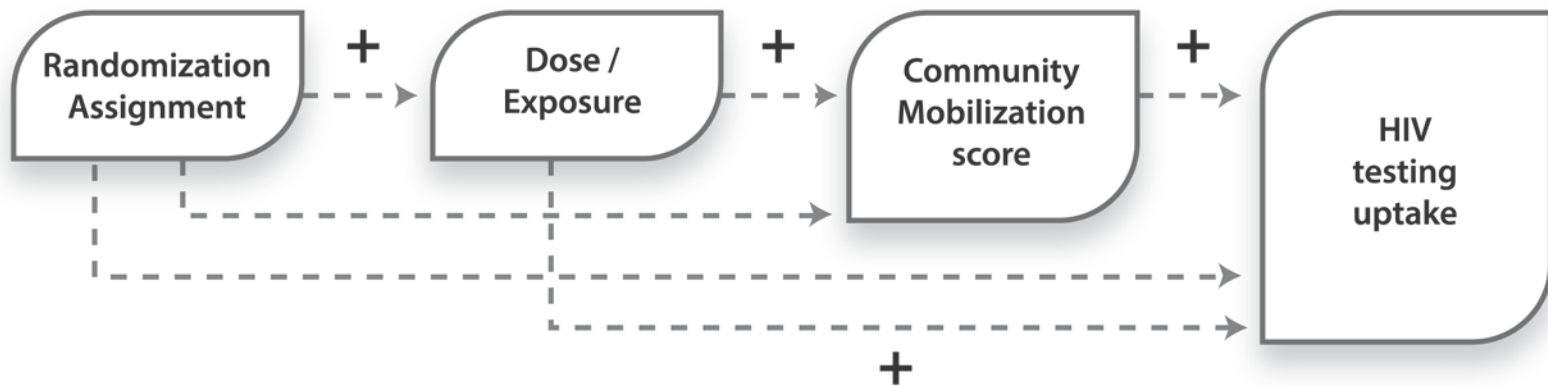 Randomization
Assignment
+
Dose /
Exposure
+
Community
Mobilization
score
+
HIV
testing
uptake
+